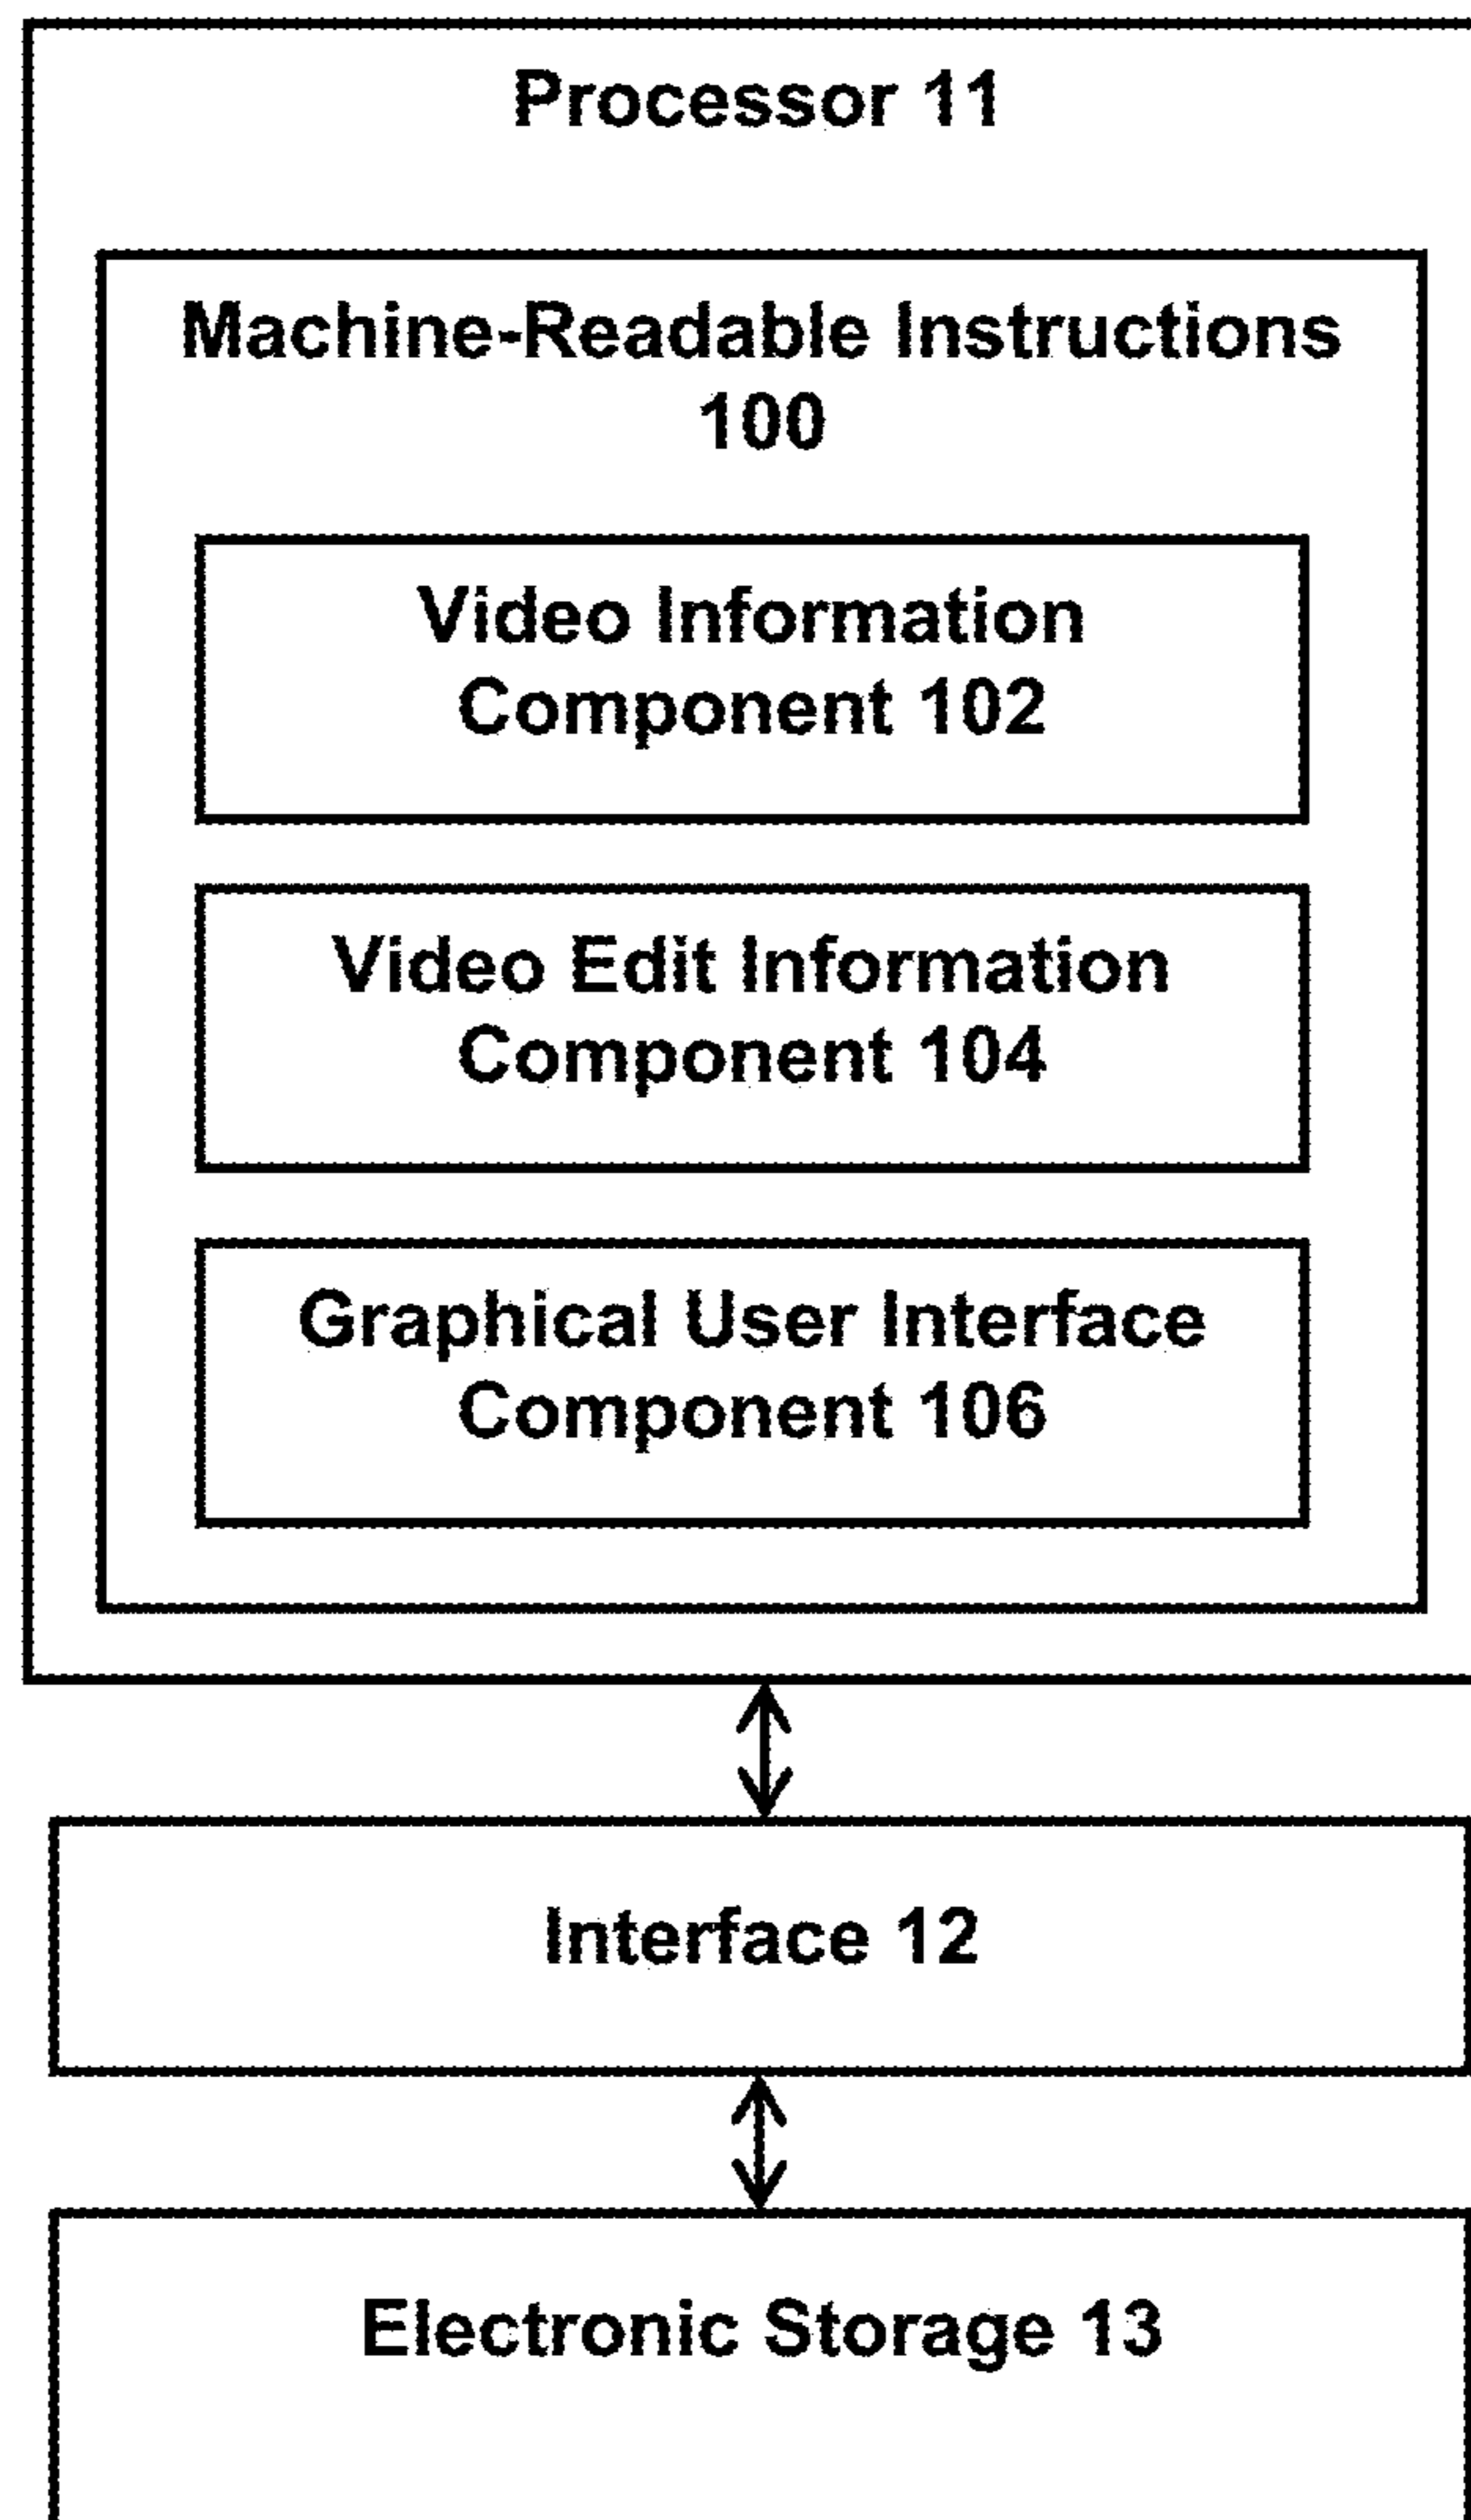 Processor 11
Machine-Readable Instructions
100
Video Information
Component 102
Video Edit Information
Component 104
Graphical User Interface
Component 106
Interface 12
Electronic Storage 13